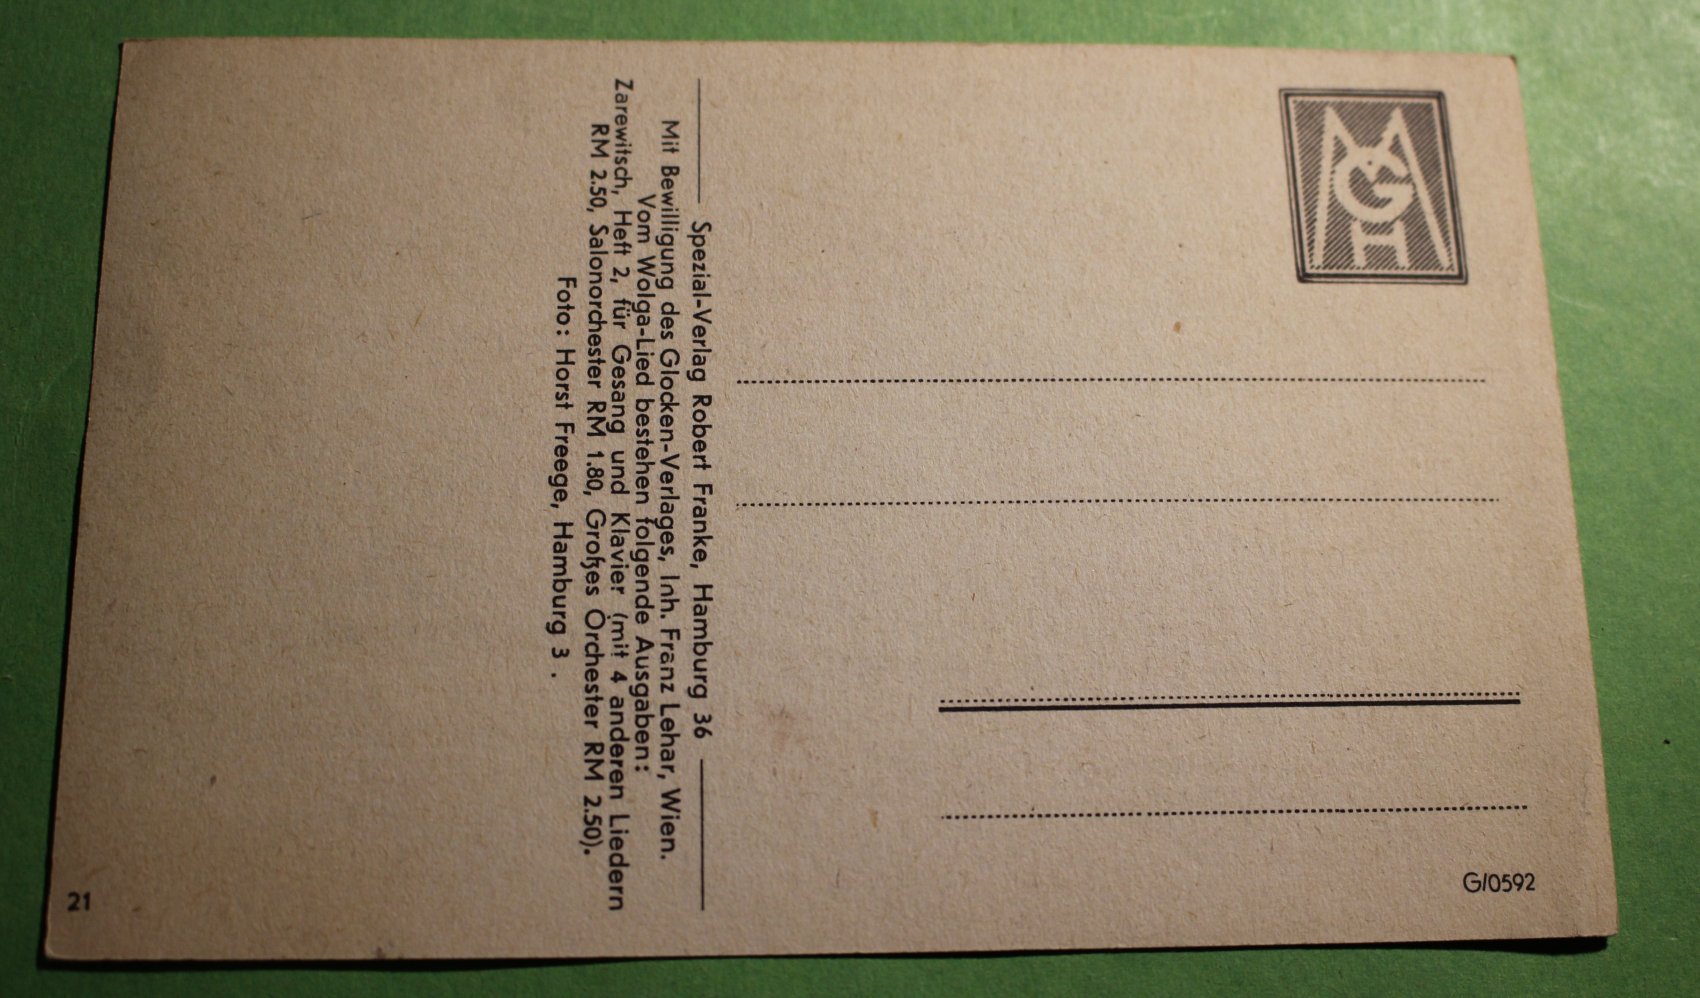 MGH
Spezial-Verlag Robert Franke, Hamburg 36
Mit Bewilligung des Glocken-Verlages, Inh. Franz Lehar, Wien.
Vom Wolga-Lied bestehen folgende Ausgaben:
Zarewitsch, Heft 2, für Gesang und Klavier (mit 4 anderen Liedern
RM 2.50, Salonorchester RM 1.80, Großes Orchester RM 2.50).
Foto: Horst Freege, Hamburg 3.
21
G/0592